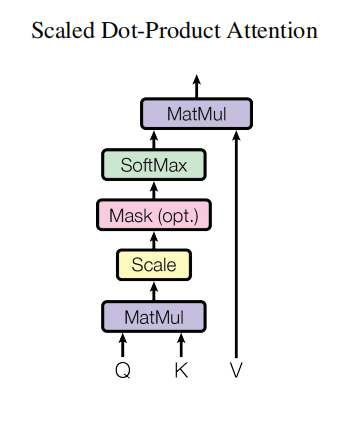 Scaled Dot-Product Attention
MatMul
SoftMax
Mask (opt.)
Scale
MatMul
Q K V